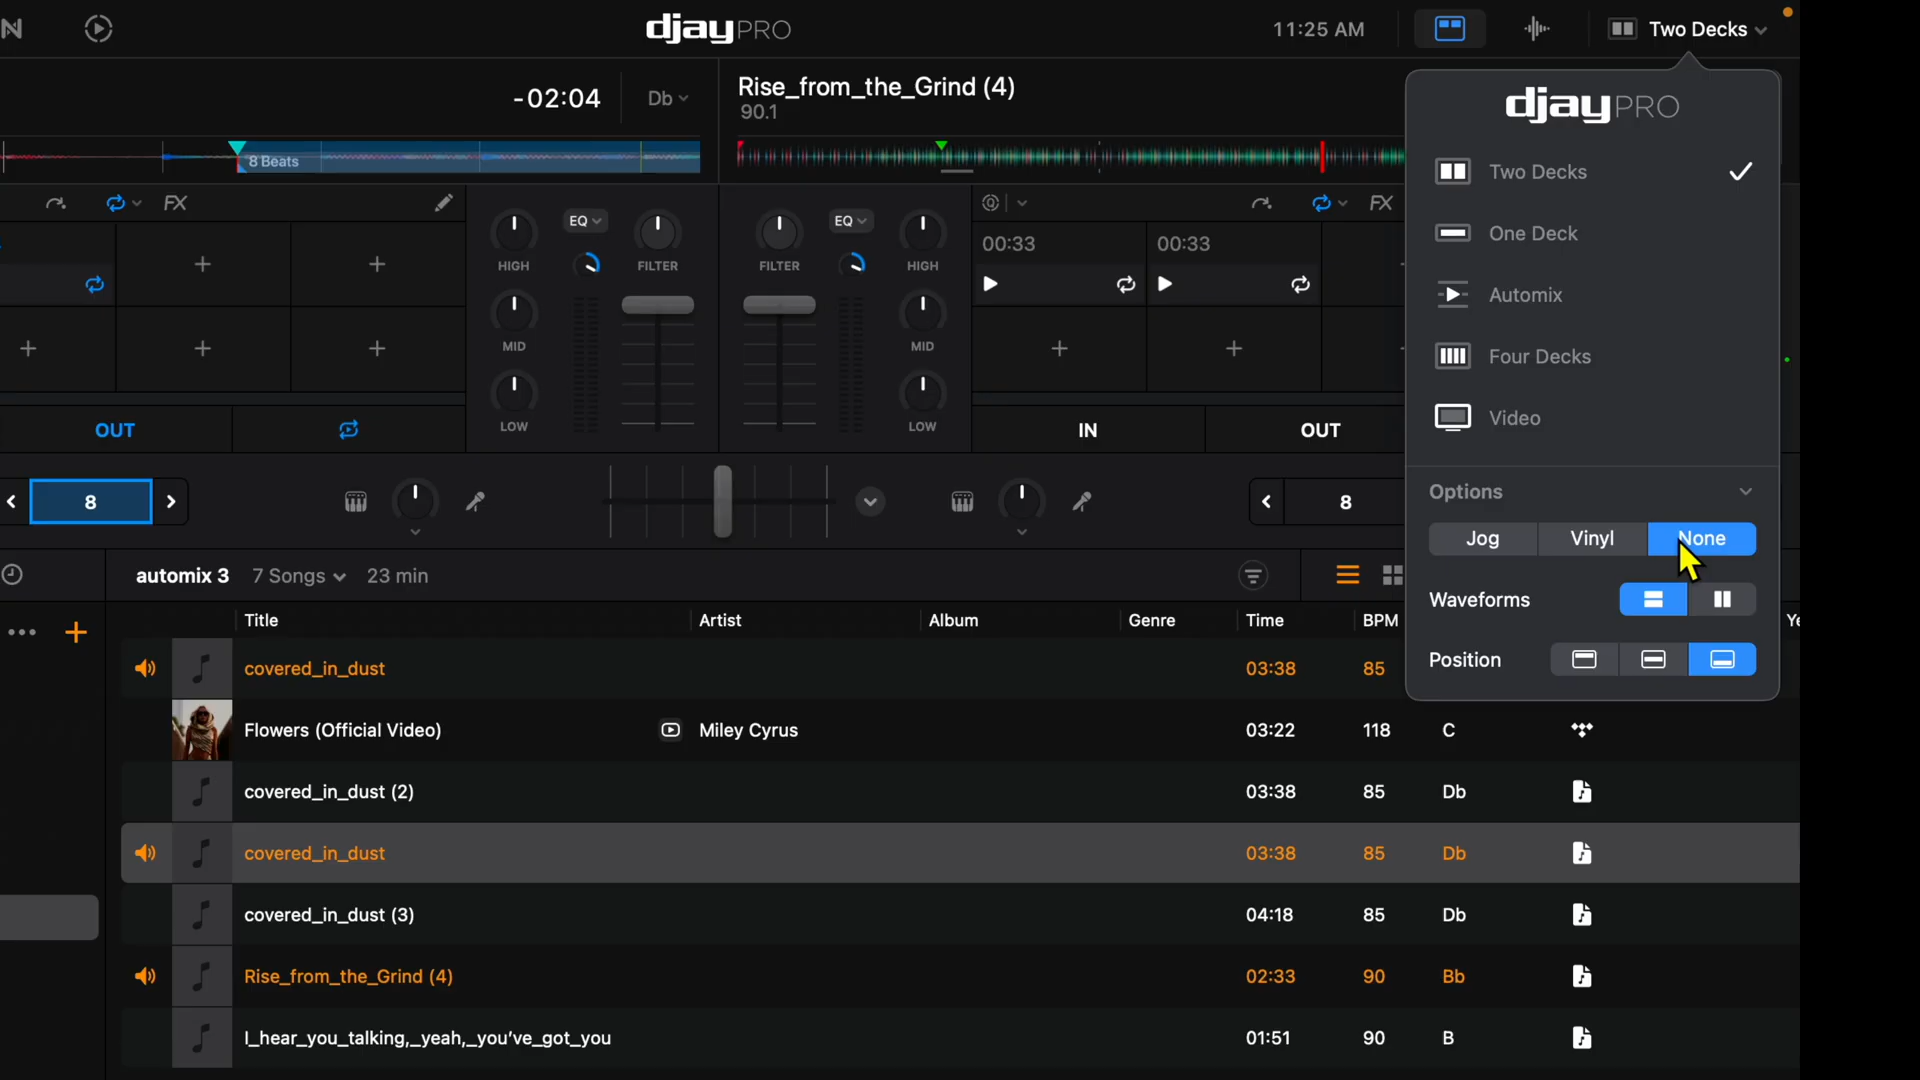 N
djay PRO
11:25 AM
Two Decks
-02:04
Db
Rise_from_the_Grind (4)
90.1
8 Beats
djay PRO
Two Decks
One Deck
Automix
Four Decks
Video
FX
EQ
EQ
FX
HIGH
FILTER
FILTER
HIGH
00:33
00:33
MID
MID
LOW
LOW
OUT
IN
OUT
8
8
Options
Jog
Vinyl
None
Waveforms
Position
automix 3
7 Songs
23 min
Title
Artist
Album
Genre
Time
BPM
covered_in_dust
03:38
85
Flowers (Official Video)
Miley Cyrus
03:22
118
C
covered_in_dust (2)
03:38
85
Db
covered_in_dust
03:38
85
Db
covered_in_dust (3)
04:18
85
Db
Rise_from_the_Grind (4)
02:33
90
Bb
I_hear_you_talking,_yeah,_you've_got_you
01:51
90
B